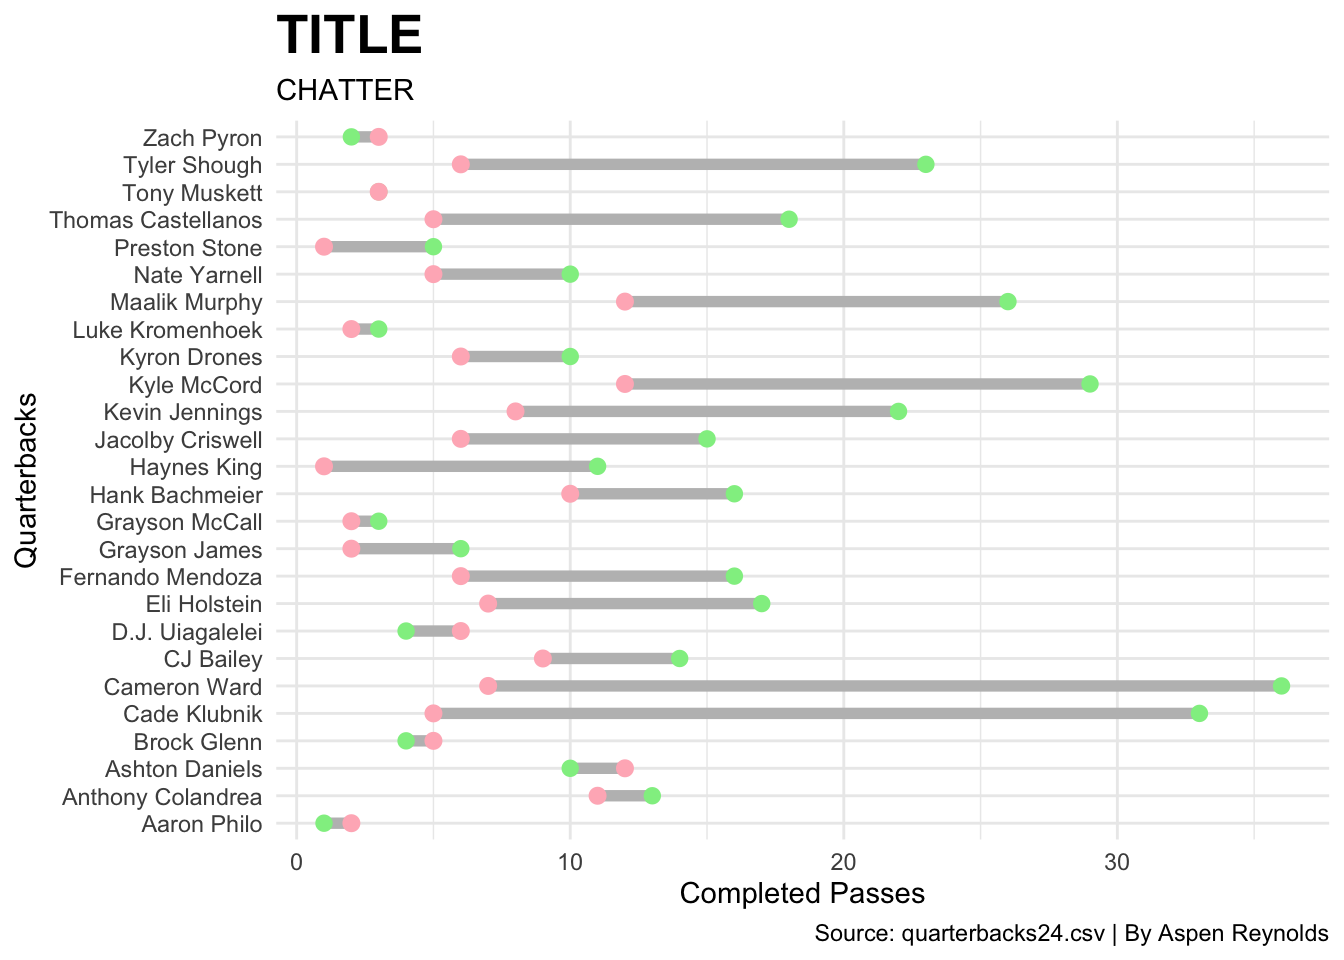 TITLE
CHATTER
Zach Pyron
Tyler Shough
Tony Muskett
Thomas Castellanos
Preston Stone
Nate Yarnell
Maalik Murphy
Luke Kromenhoek
Kyron Drones
Kyle McCord
Kevin Jennings
Jacolby Criswell
Haynes King
Hank Bachmeier
Grayson McCall
Grayson James
Fernando Mendoza
Eli Holstein
D.J. Uiagalelei
CJ Bailey
Cameron Ward
Cade Klubnik
Brock Glenn
Ashton Daniels
Anthony Colandrea
Aaron Philo
Quarterbacks
0 10 20 30
Completed Passes
Source: quarterbacks24.csv | By Aspen Reynolds